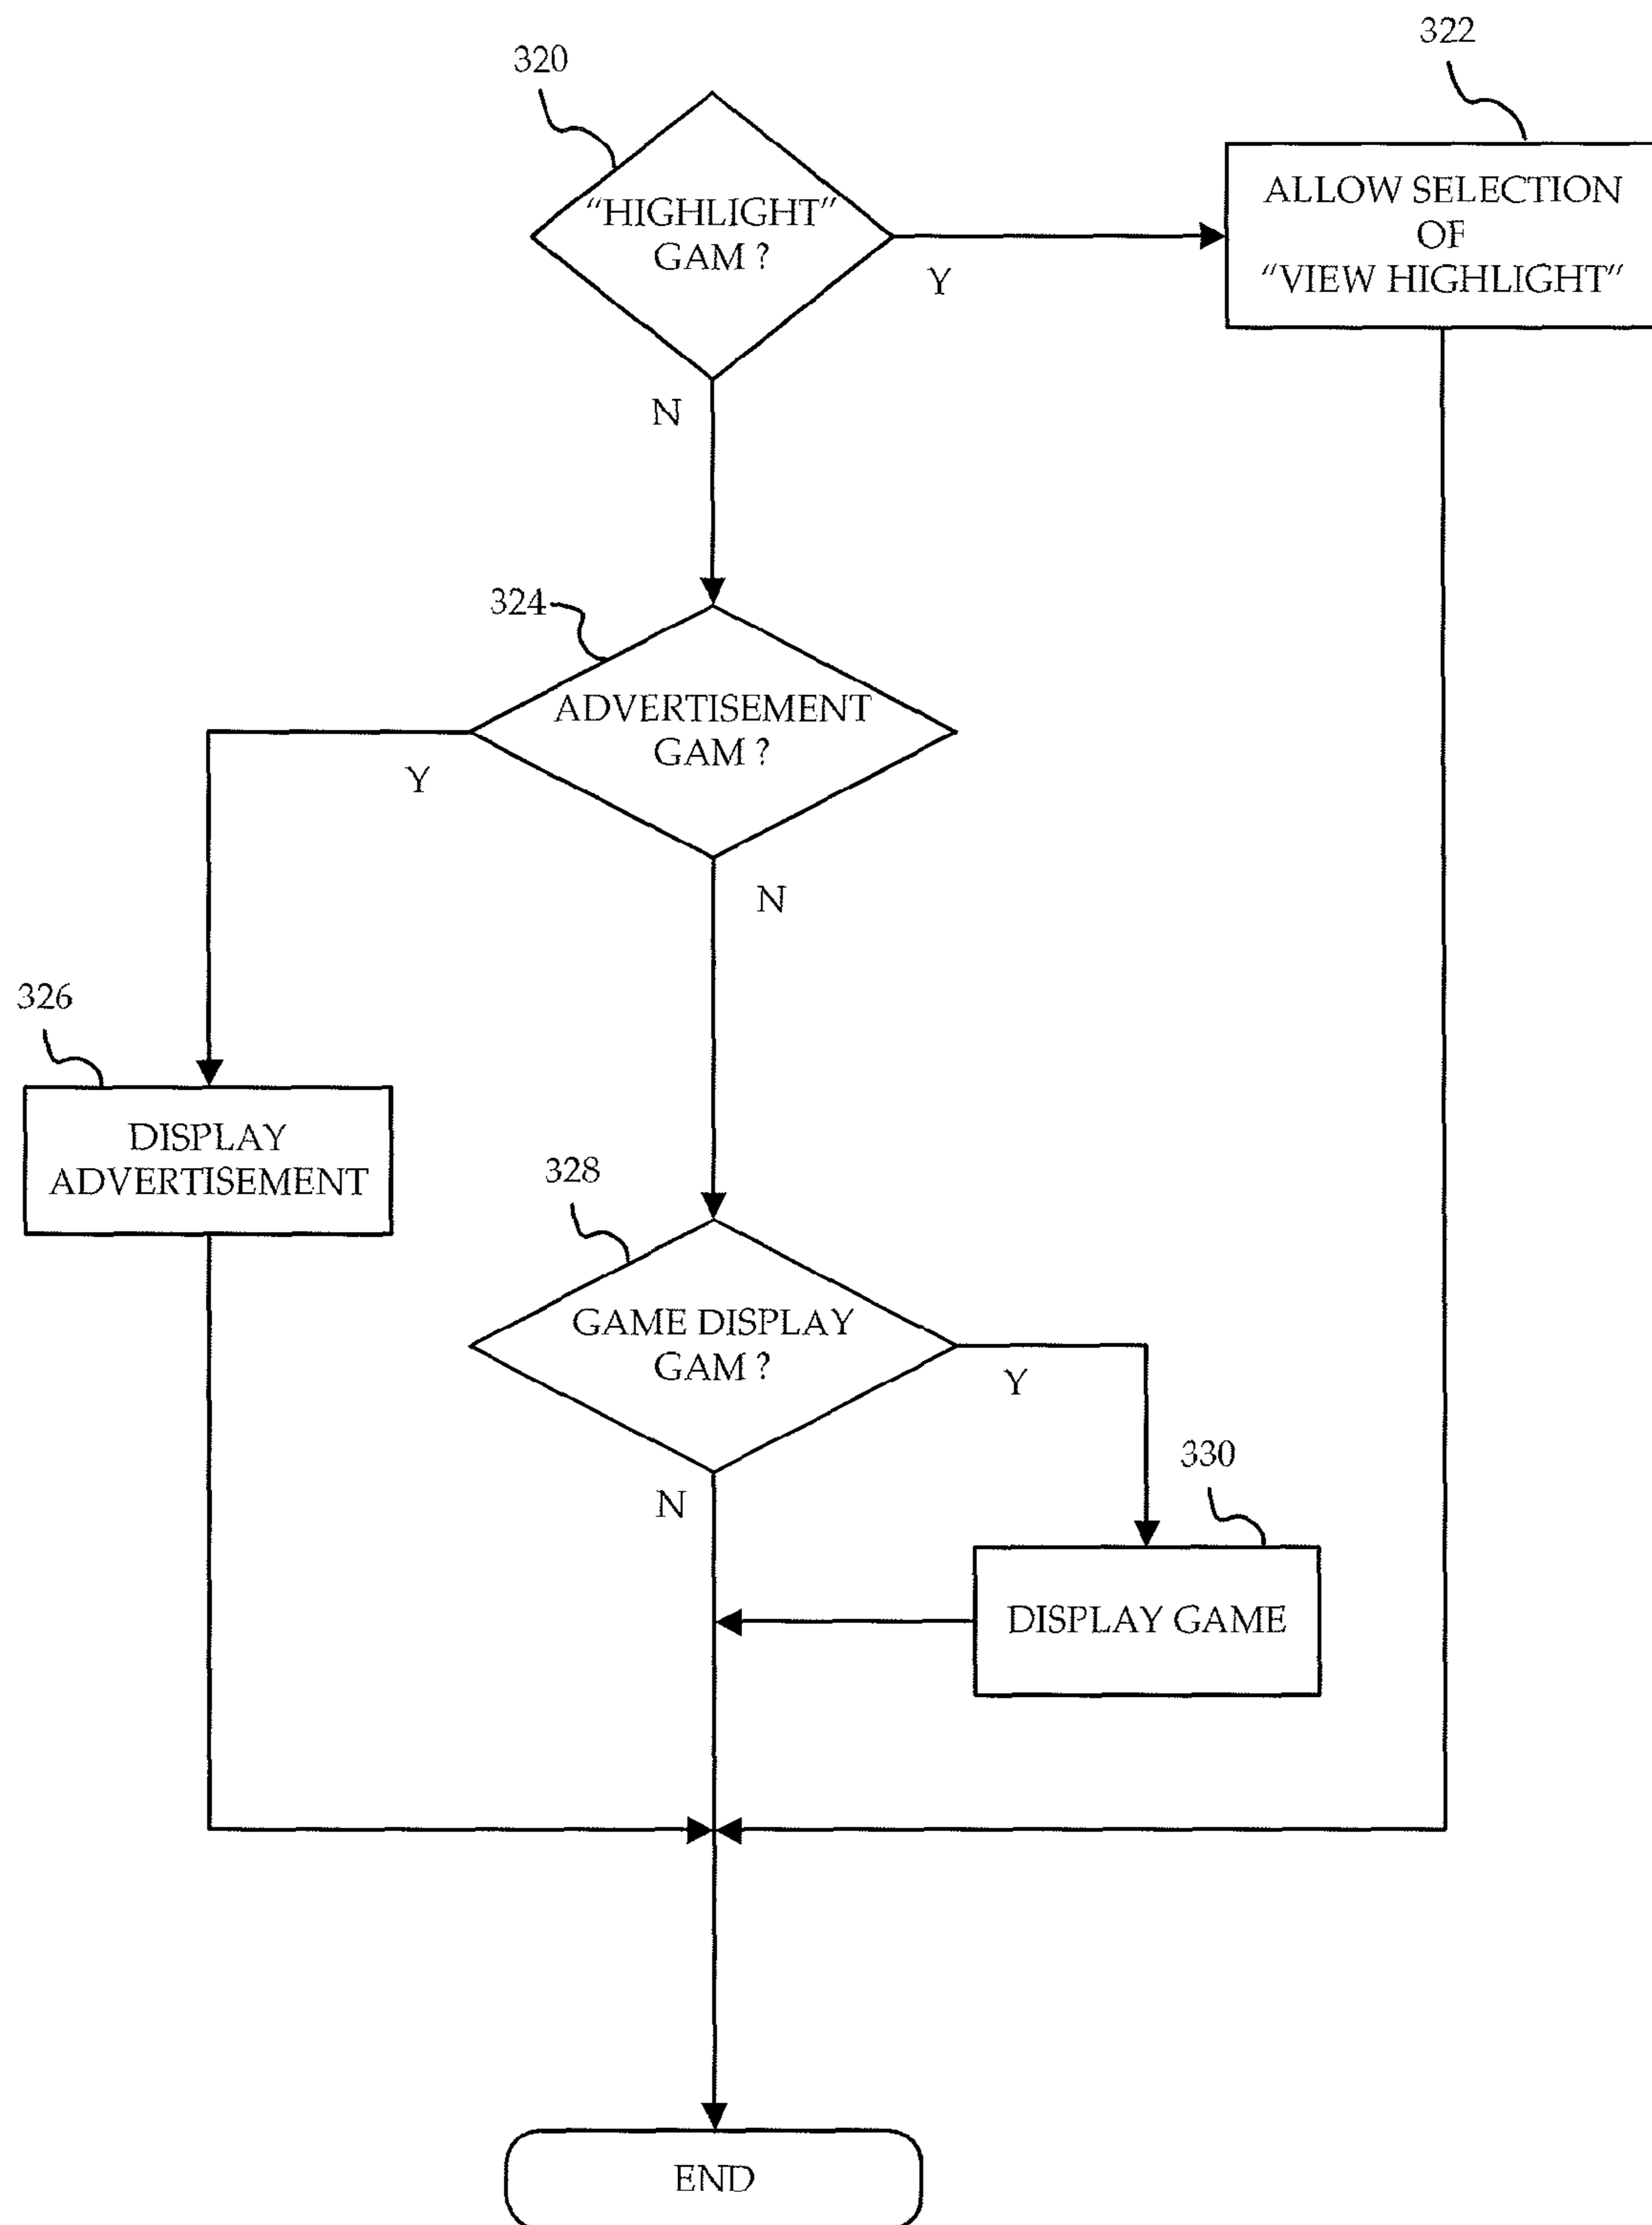 320
322
“HIGHLIGHT”
GAM ?
Y
ALLOW SELECTION
OF
“VIEW HIGHLIGHT”
N
324
ADVERTISEMENT
GAM ?
Y
N
326
DISPLAY
ADVERTISEMENT
328
GAME DISPLAY
GAM ?
Y
N
330
DISPLAY GAME
END